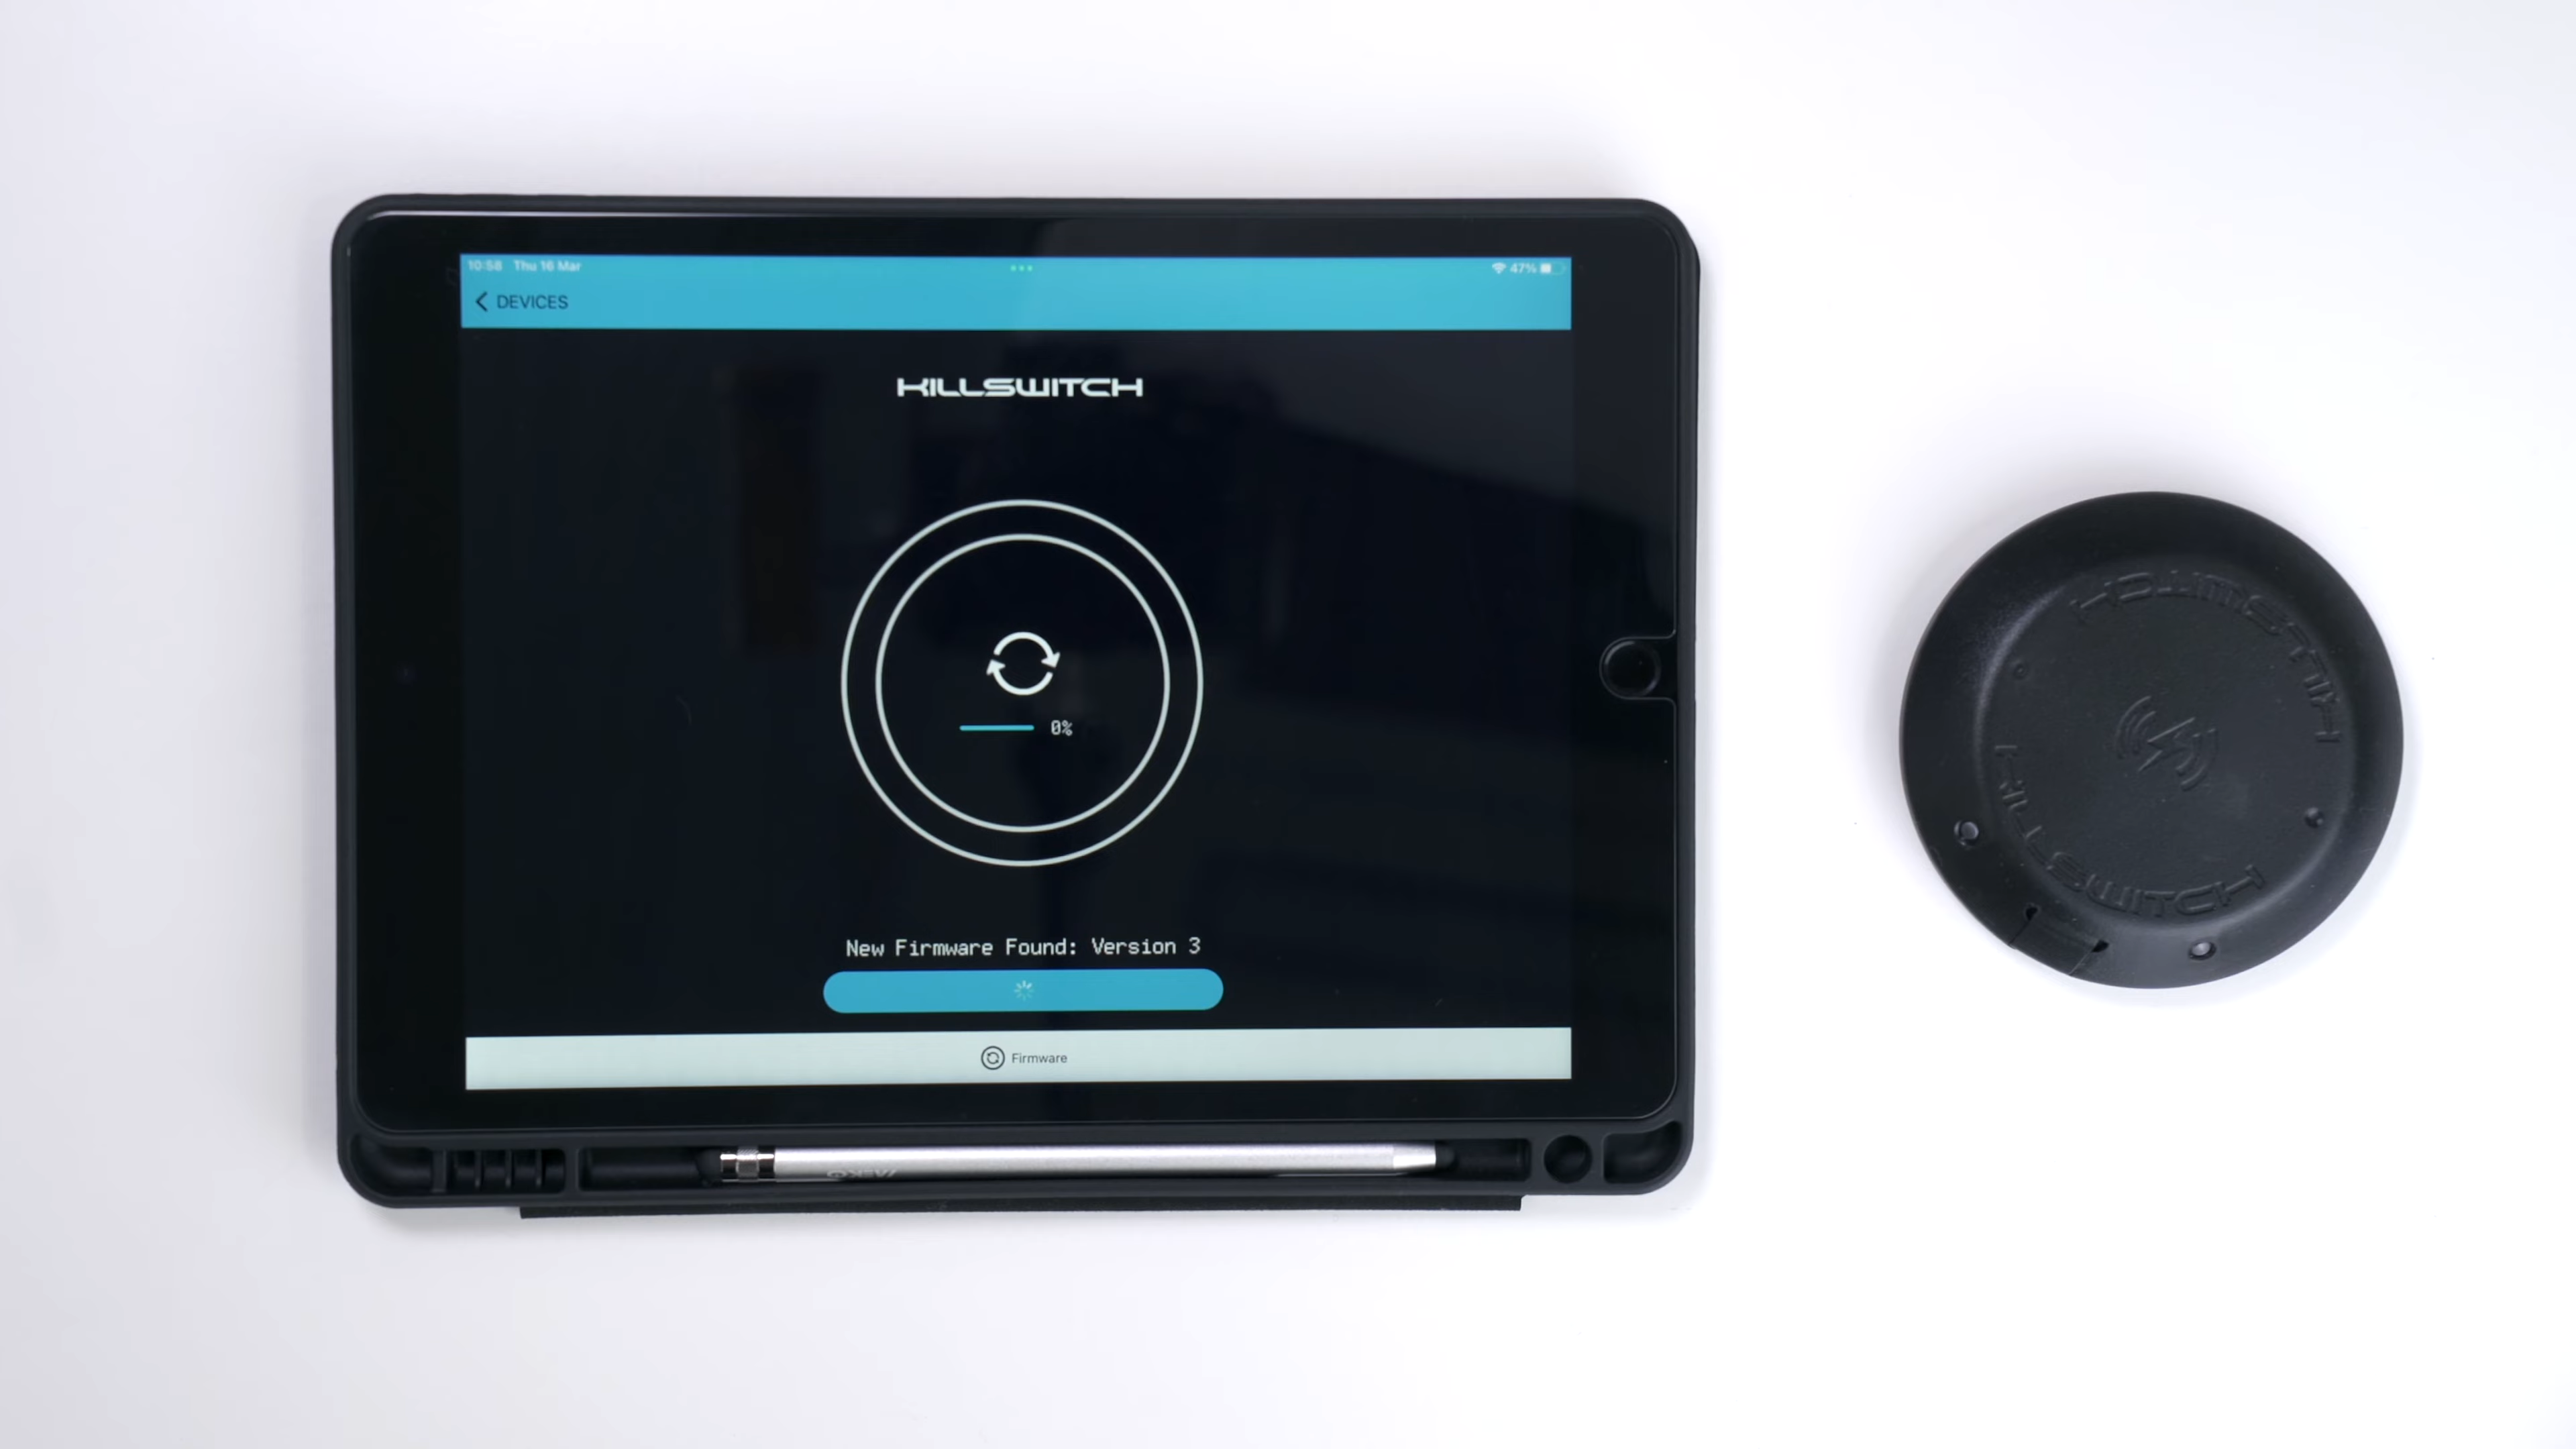 10:58 Thu 16 Mar
47%
DEVICES
KILLSWITCH
0%
New Firmware Found: Version 3
Firmware
KILLSWITCH
KILLSWITCH